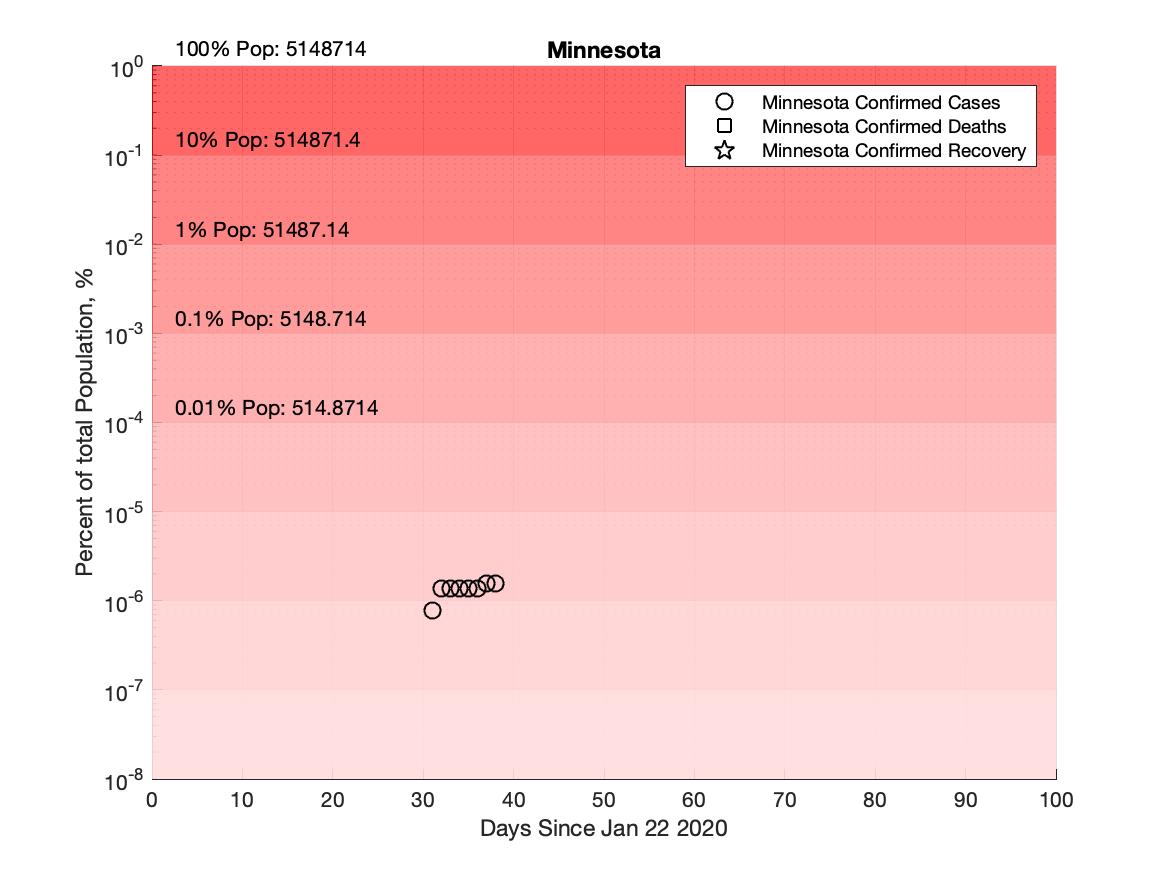 Minnesota
100% Pop: 5148714
10% Pop: 514871.4
1% Pop: 51487.14
0.1% Pop: 5148.714
0.01% Pop: 514.8714
Minnesota Confirmed Cases
Minnesota Confirmed Deaths
Minnesota Confirmed Recovery
Percent of total Population, %
10^0
10^-1
10^-2
10^-3
10^-4
10^-5
10^-6
10^-7
10^-8
0 10 20 30 40 50 60 70 80 90 100
Days Since Jan 22 2020